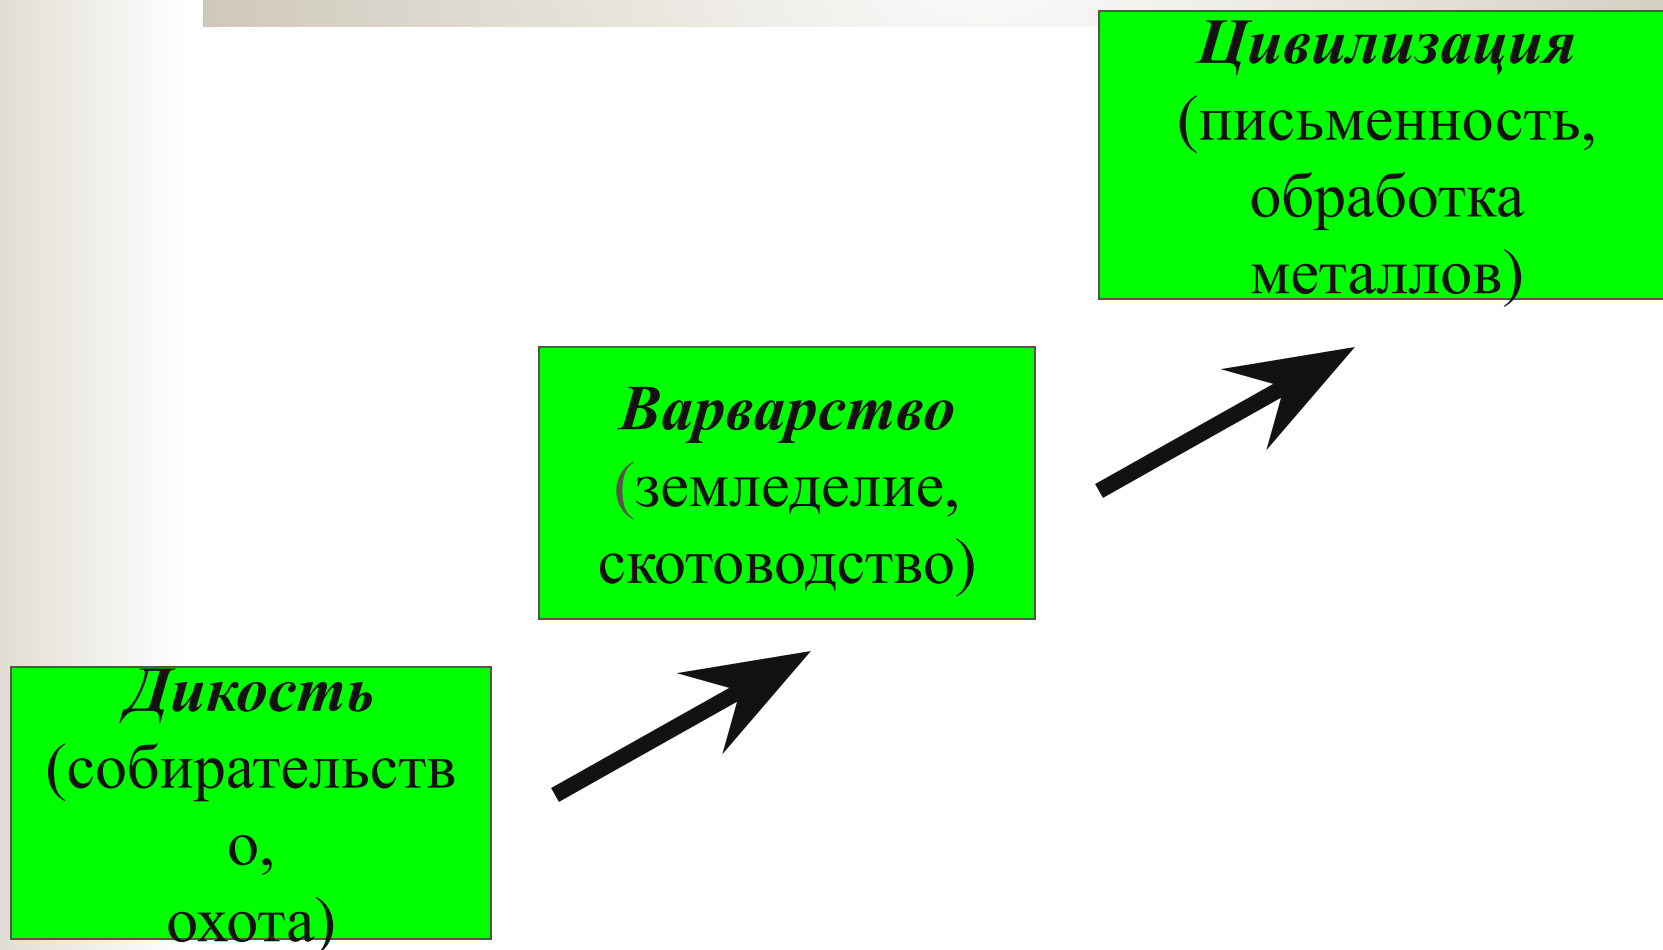 Цивилизация
(письменность,
обработка
металлов)
Варварство
(земледелие,
скотоводство)
Дикость
(собирательств
о,
охота)